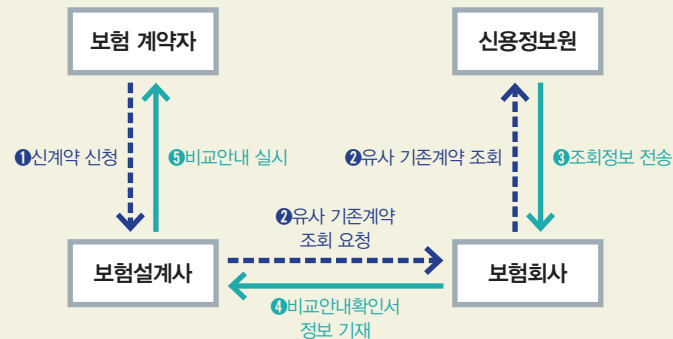 보험 계약자
신용정보원
❶신계약 신청
❺비교안내 실시
❷유사 기존계약 조회
❸조회정보 전송
❷유사 기존계약
조회 요청
보험설계사
보험회사
❹비교안내확인서
정보 기재